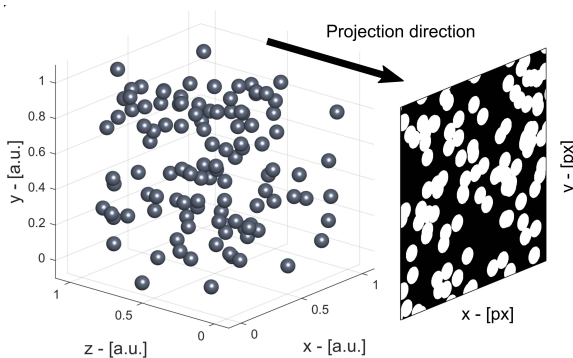 Projection direction
1
0.8
0.6
0.4
0.2
0
y - [a.u.]
1
0.5
0
z - [a.u.]
0
0.5
1
x - [a.u.]
x - [px]
y - [px]